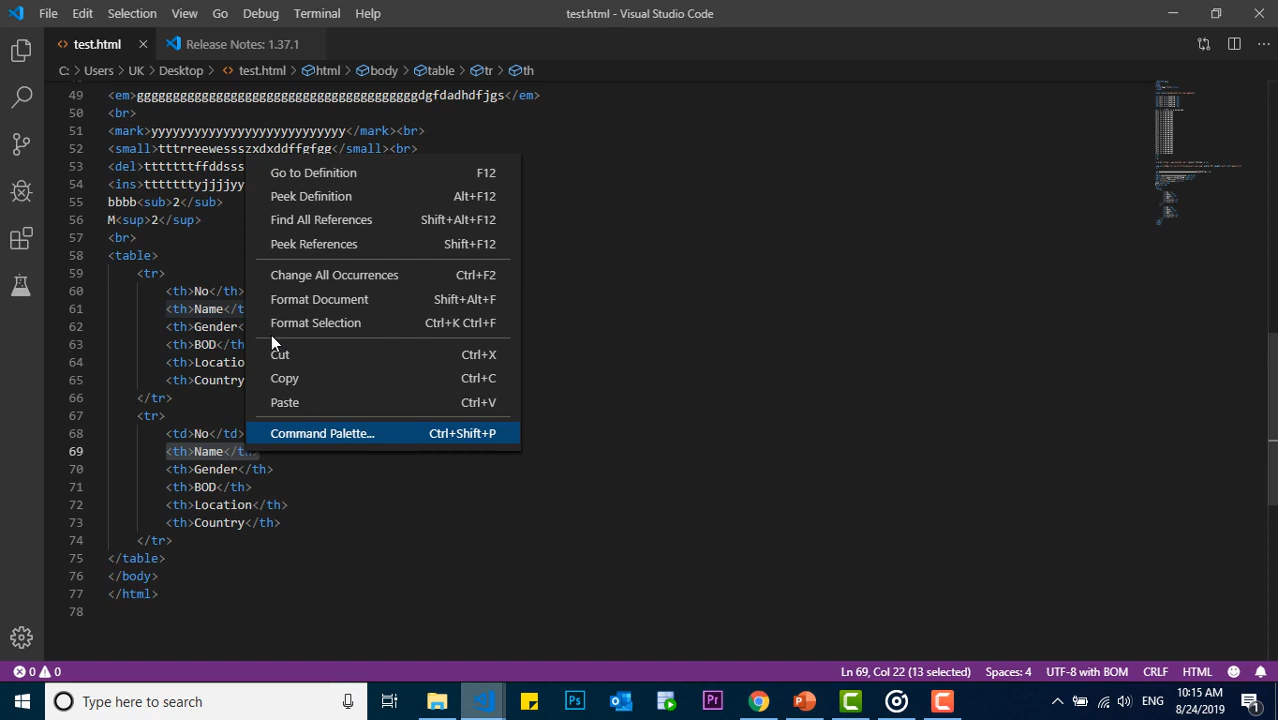 File Edit Selection View Go Debug Terminal Help test.html - Visual Studio Code
test.html Release Notes: 1.37.1
C: > Users > UK > Desktop > test.html > html > body > table > tr > th
49 <em>ggggggggggggggggggggggggggggggggggggggggdgfdadhdfjgs</em>
50 <br>
51 <mark>yyyyyyyyyyyyyyyyyyyyyyyyyyy</mark><br>
52 <small>tttrreewessszxdxddffgfgg</small><br>
53 <del>tttttttffddsss
54 <ins>tttttttyjjjjyy
55 bbbb<sub>2</sub>
56 M<sup>2</sup>
57 <br>
58 <table>
59 <tr>
60 <th>No</th>
61 <th>Name</t
62 <th>Gender<
63 <th>BOD</th
64 <th>Locatio
65 <th>Country
66 </tr>
67 <tr>
68 <td>No</td>
69 <th>Name</th>
70 <th>Gender</th>
71 <th>BOD</th>
72 <th>Location</th>
73 <th>Country</th>
74 </tr>
75 </table>
76 </body>
77 </html>
78
Go to Definition F12
Peek Definition Alt+F12
Find All References Shift+Alt+F12
Peek References Shift+F12
Change All Occurrences Ctrl+F2
Format Document Shift+Alt+F
Format Selection Ctrl+K Ctrl+F
Cut Ctrl+X
Copy Ctrl+C
Paste Ctrl+V
Command Palette... Ctrl+Shift+P
0 0 Ln 69, Col 22 (13 selected) Spaces: 4 UTF-8 with BOM CRLF HTML
Type here to search Ps Pr ENG 10:15 AM
8/24/2019 1